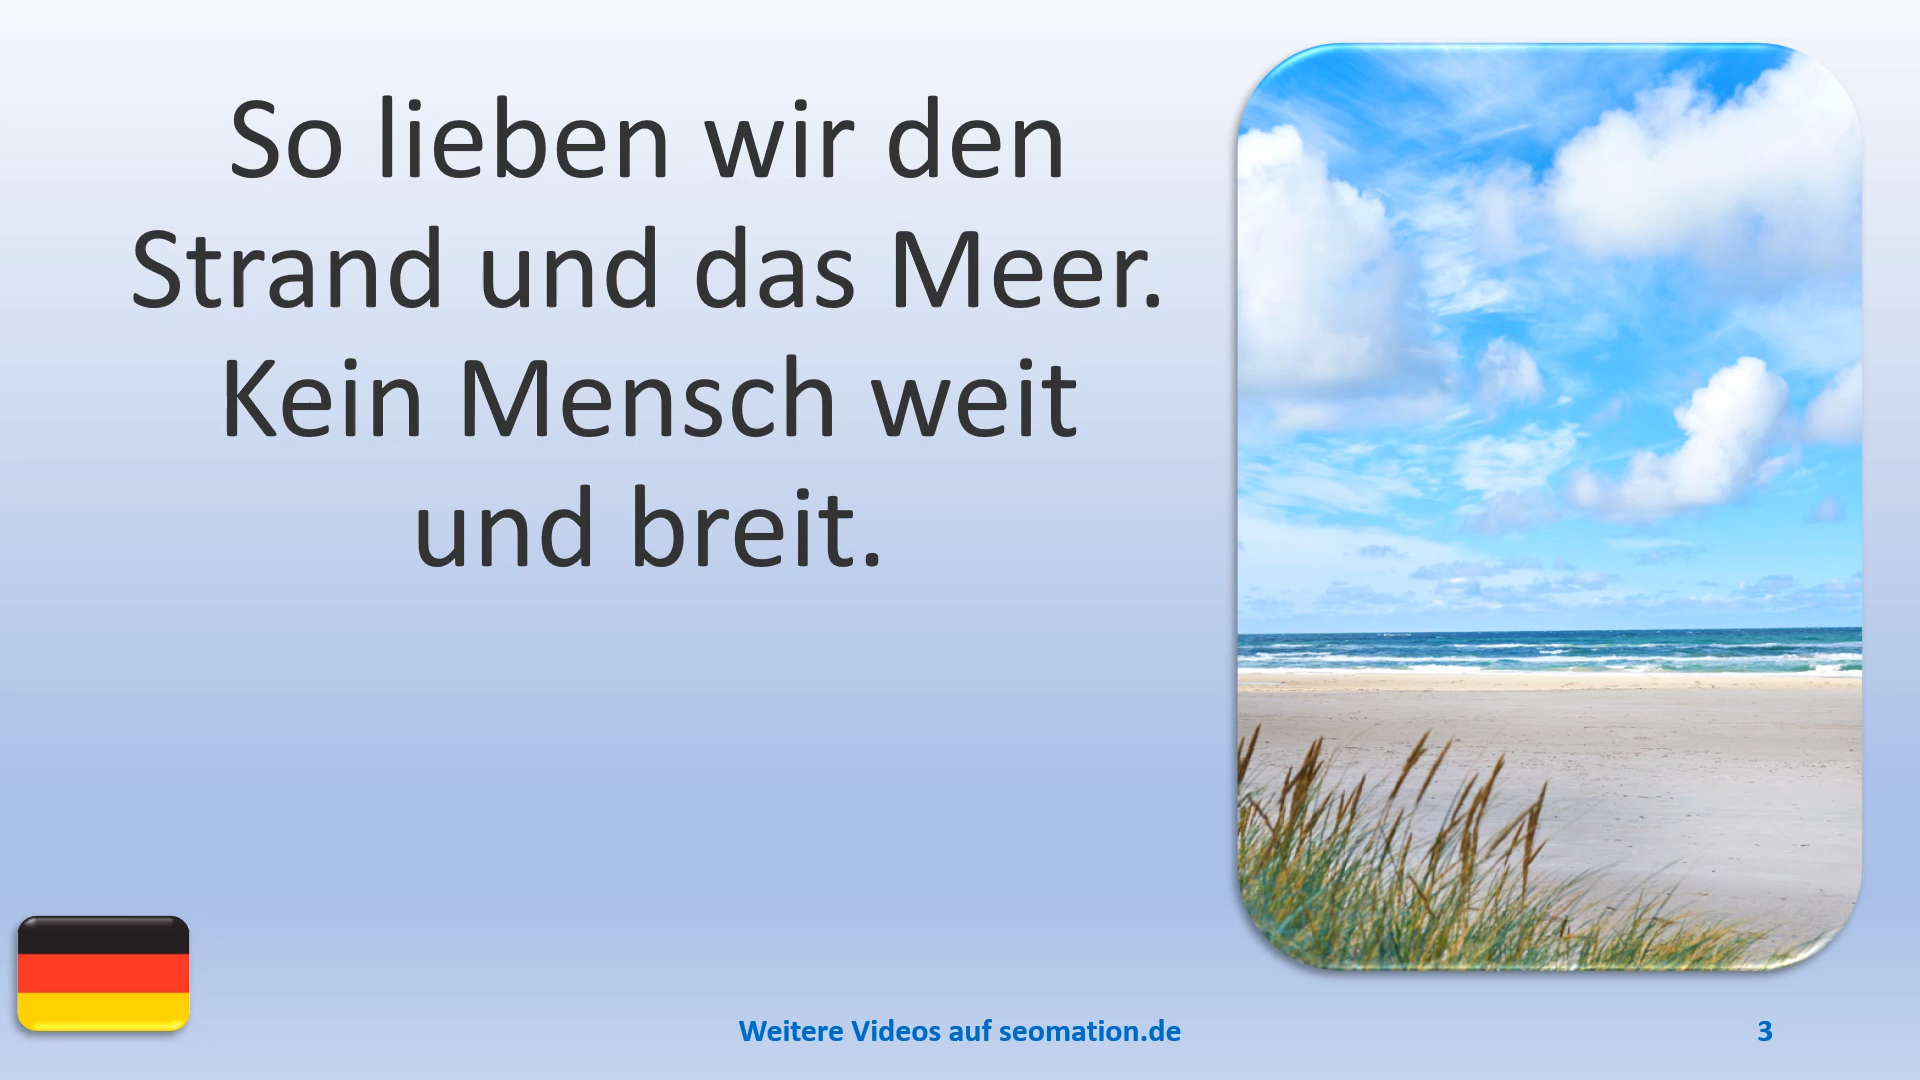 So lieben wir den
Strand und das Meer.
Kein Mensch weit
und breit.
Weitere Videos auf seomation.de
3